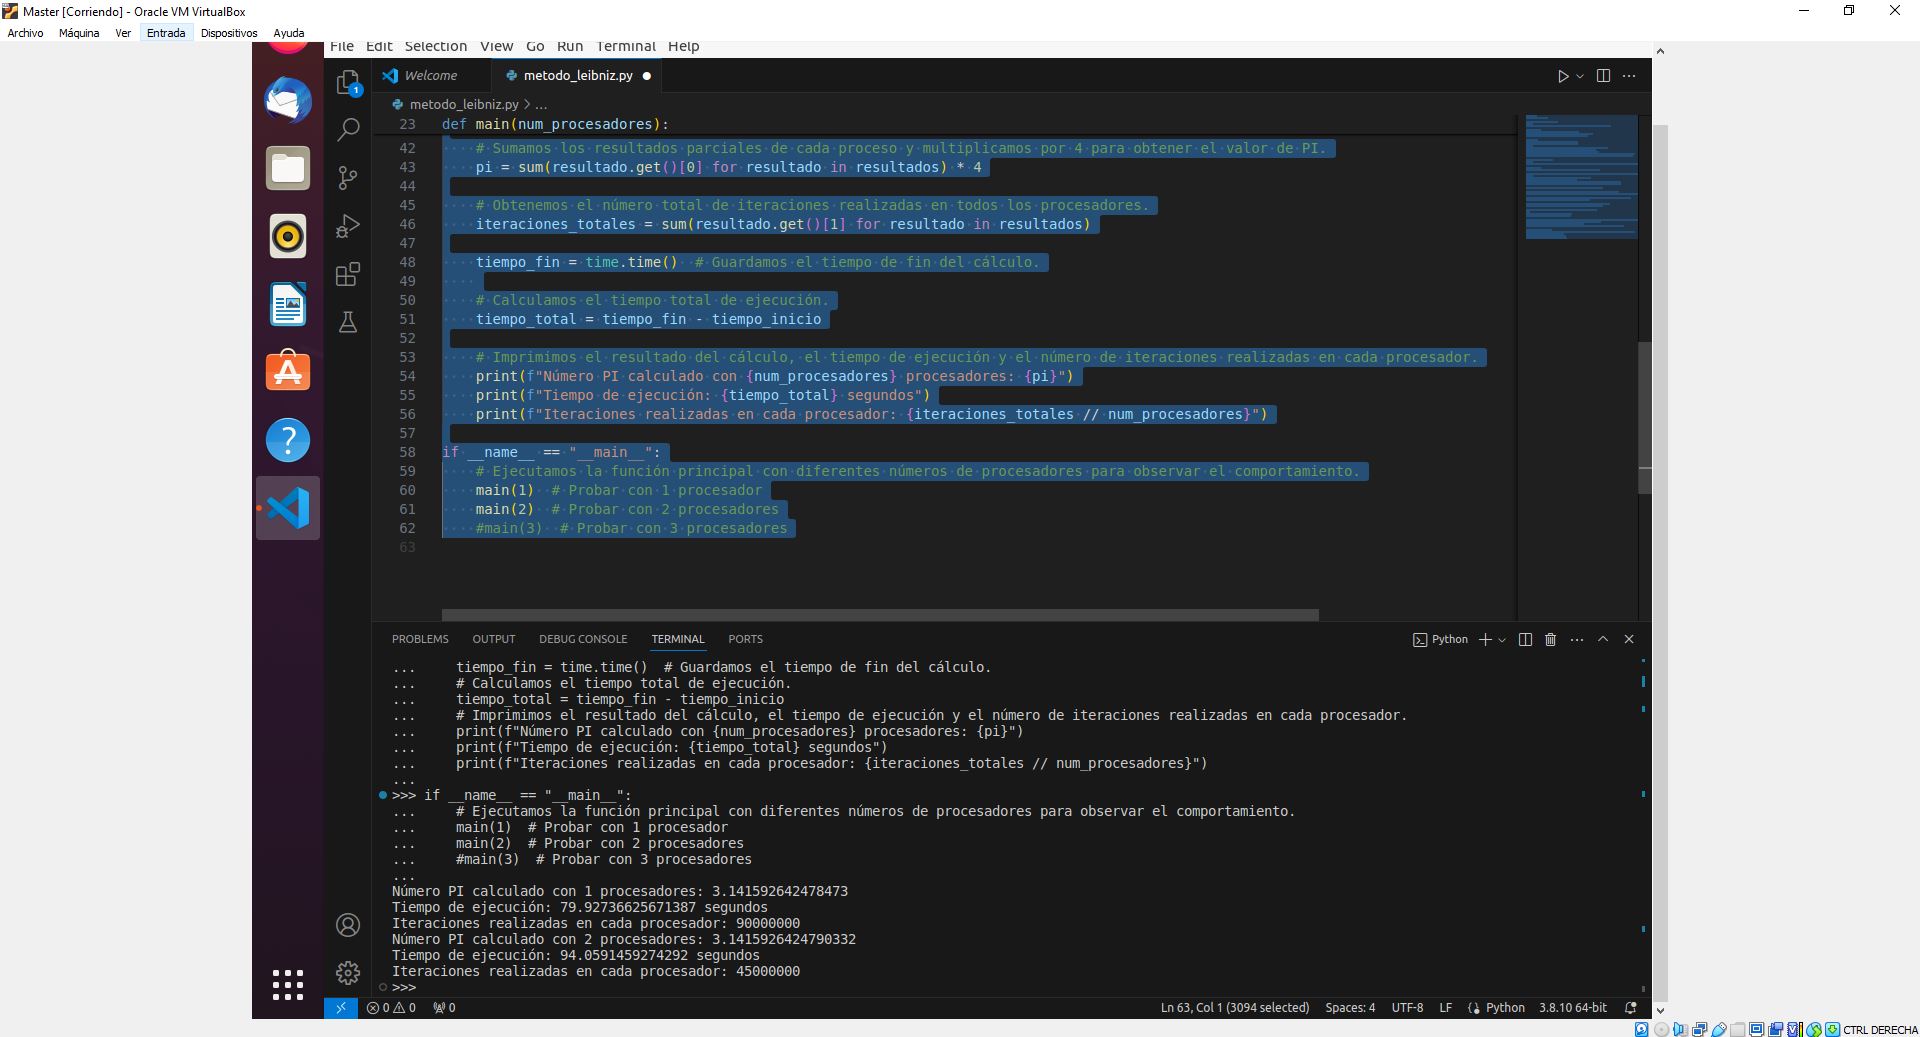 Master [Corriendo] - Oracle VM VirtualBox
Archivo Máquina Ver Entrada Dispositivos Ayuda
File Edit Selection View Go Run Terminal Help
Welcome metodo_leibniz.py
metodo_leibniz.py > ...
23 def main(num_procesadores):
42 # Sumamos los resultados parciales de cada proceso y multiplicamos por 4 para obtener el valor de PI.
43 pi = sum(resultado.get()[0] for resultado in resultados) * 4
44
45 # Obtenemos el número total de iteraciones realizadas en todos los procesadores.
46 iteraciones_totales = sum(resultado.get()[1] for resultado in resultados)
47
48 tiempo_fin = time.time() # Guardamos el tiempo de fin del cálculo.
49
50 # Calculamos el tiempo total de ejecución.
51 tiempo_total = tiempo_fin - tiempo_inicio
52
53 # Imprimimos el resultado del cálculo, el tiempo de ejecución y el número de iteraciones realizadas en cada procesador.
54 print(f"Número PI calculado con {num_procesadores} procesadores: {pi}")
55 print(f"Tiempo de ejecución: {tiempo_total} segundos")
56 print(f"Iteraciones realizadas en cada procesador: {iteraciones_totales // num_procesadores}")
57
58 if __name__ == "__main__":
59 # Ejecutamos la función principal con diferentes números de procesadores para observar el comportamiento.
60 main(1) # Probar con 1 procesador
61 main(2) # Probar con 2 procesadores
62 #main(3) # Probar con 3 procesadores
63
PROBLEMS OUTPUT DEBUG CONSOLE TERMINAL PORTS Python
... tiempo_fin = time.time() # Guardamos el tiempo de fin del cálculo.
... # Calculamos el tiempo total de ejecución.
... tiempo_total = tiempo_fin - tiempo_inicio
... # Imprimimos el resultado del cálculo, el tiempo de ejecución y el número de iteraciones realizadas en cada procesador.
... print(f"Número PI calculado con {num_procesadores} procesadores: {pi}")
... print(f"Tiempo de ejecución: {tiempo_total} segundos")
... print(f"Iteraciones realizadas en cada procesador: {iteraciones_totales // num_procesadores}")
...
>>> if __name__ == "__main__":
... # Ejecutamos la función principal con diferentes números de procesadores para observar el comportamiento.
... main(1) # Probar con 1 procesador
... main(2) # Probar con 2 procesadores
... #main(3) # Probar con 3 procesadores
...
Número PI calculado con 1 procesadores: 3.141592642478473
Tiempo de ejecución: 79.92736625671387 segundos
Iteraciones realizadas en cada procesador: 90000000
Número PI calculado con 2 procesadores: 3.1415926424790332
Tiempo de ejecución: 94.0591459274292 segundos
Iteraciones realizadas en cada procesador: 45000000
>>>
0 0 0 Ln 63, Col 1 (3094 selected) Spaces: 4 UTF-8 LF Python 3.8.10 64-bit
CTRL DERECHA